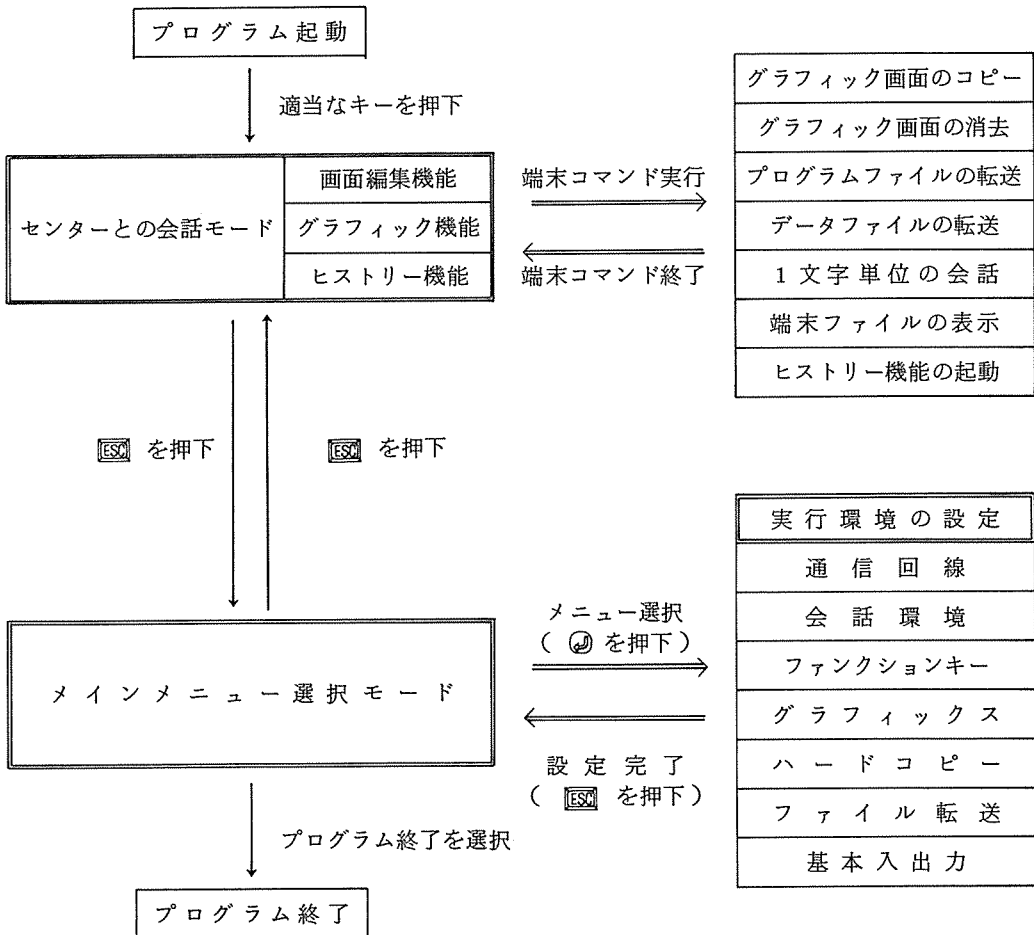 プログラム起動
適当なキーを押下
センターとの会話モード
画面編集機能
グラフィック機能
ヒストリー機能
端末コマンド実行
端末コマンド終了
グラフィック画面のコピー
グラフィック画面の消去
プログラムファイルの転送
データファイルの転送
1文字単位の会話
端末ファイルの表示
ヒストリー機能の起動
ESC を押下
ESC を押下
メインメニュー選択モード
メニュー選択
( ↵ を押下)
設定完了
( ESC を押下)
実行環境の設定
通信回線
会話環境
ファンクションキー
グラフィックス
ハードコピー
ファイル転送
基本入出力
プログラム終了を選択
プログラム終了